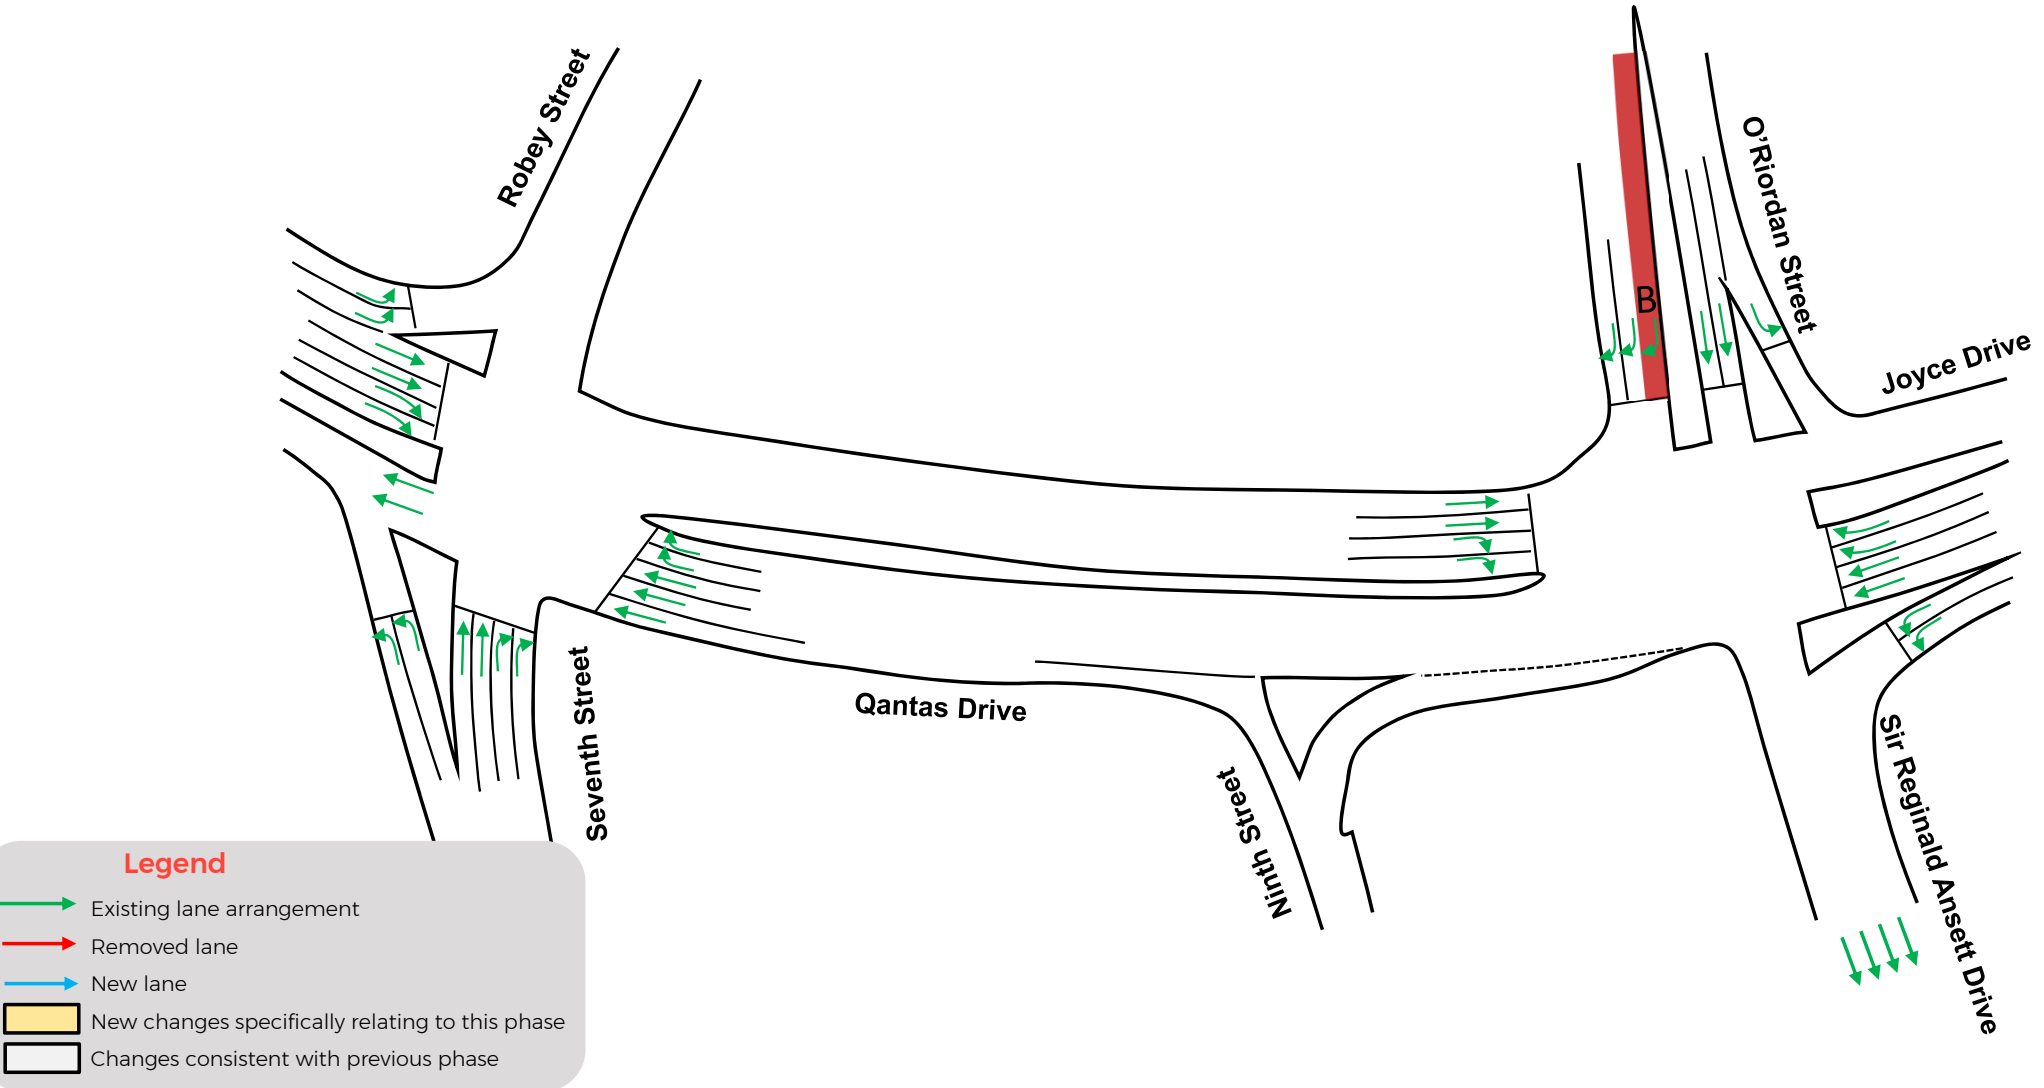 Robey Street
O'Riordan Street
B
Joyce Drive
Seventh Street
Qantas Drive
Ninth Street
Sir Reginald Ansett Drive
Legend
Existing lane arrangement
Removed lane
New lane
New changes specifically relating to this phase
Changes consistent with previous phase